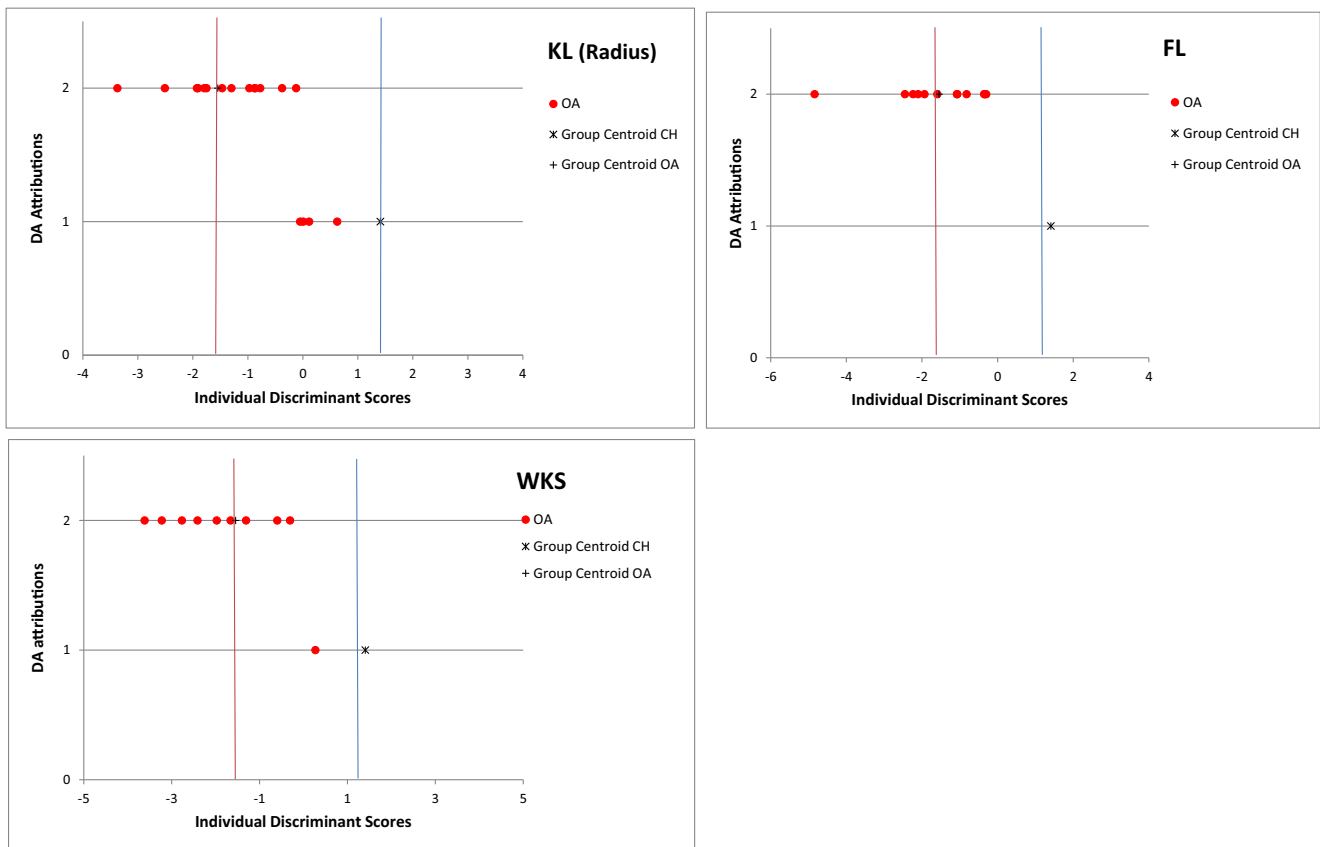 KL (Radius)
OA
Group Centroid CH
Group Centroid OA
DA Attributions
2
1
0
-4 -3 -2 -1 0 1 2 3 4
Individual Discriminant Scores
FL
OA
Group Centroid CH
Group Centroid OA
DA Attributions
2
1
0
-6 -4 -2 0 2 4
Individual Discriminant Scores
WKS
OA
Group Centroid CH
Group Centroid OA
DA attributions
2
1
0
-5 -3 -1 1 3 5
Individual Discriminant Scores